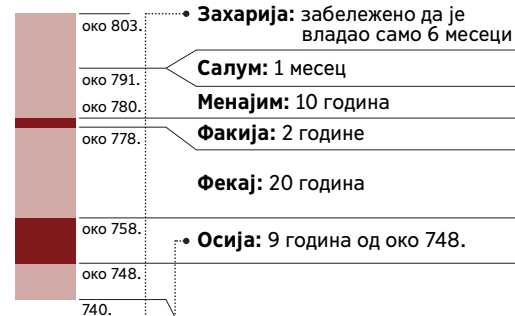 око 803.
Захарија: забележено да је
владао само 6 месеци
око 791.
Салум: 1 месец
око 780.
Менајим: 10 година
око 778.
Факија: 2 године
Фекај: 20 година
око 758.
Осија: 9 година од око 748.
око 748.
740.